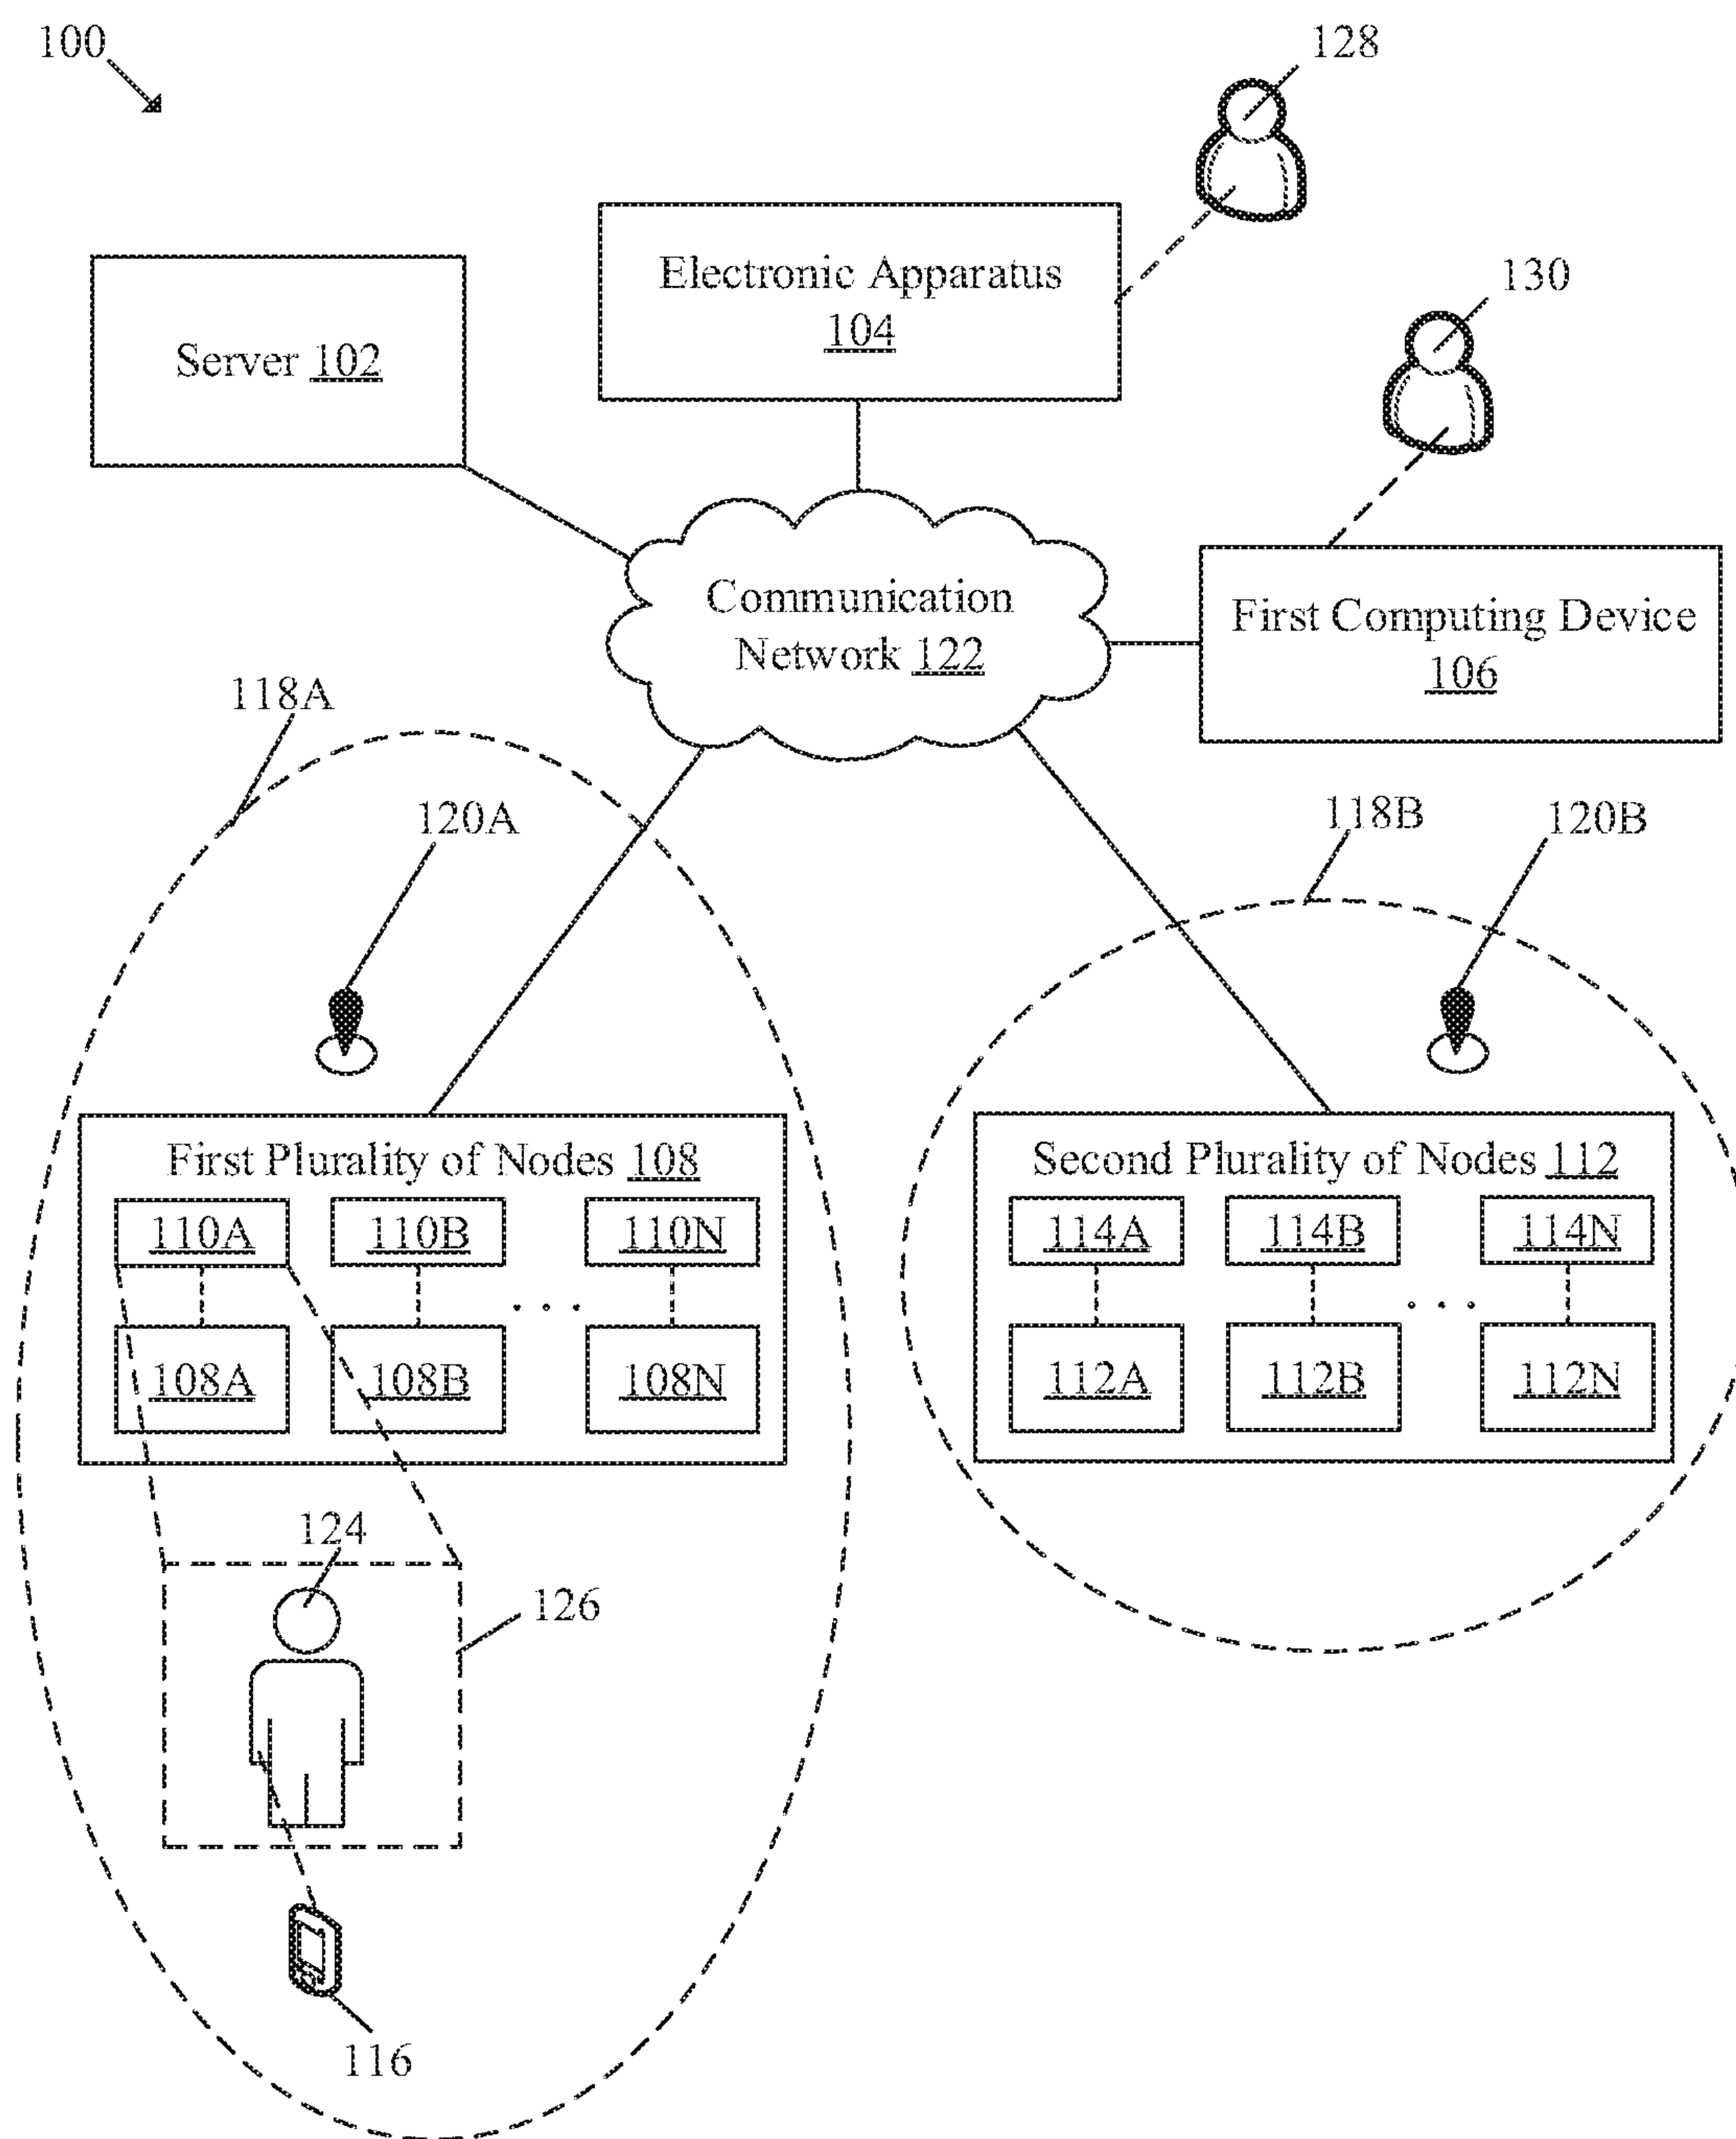 100
128
Electronic Apparatus
104
130
Server 102
Communication
Network 122
First Computing Device
106
118A
120A
118B
120B
First Plurality of Nodes 108
110A 110B 110N
. . .
108A 108B 108N
Second Plurality of Nodes 112
114A 114B 114N
. . .
112A 112B 112N
124
126
116